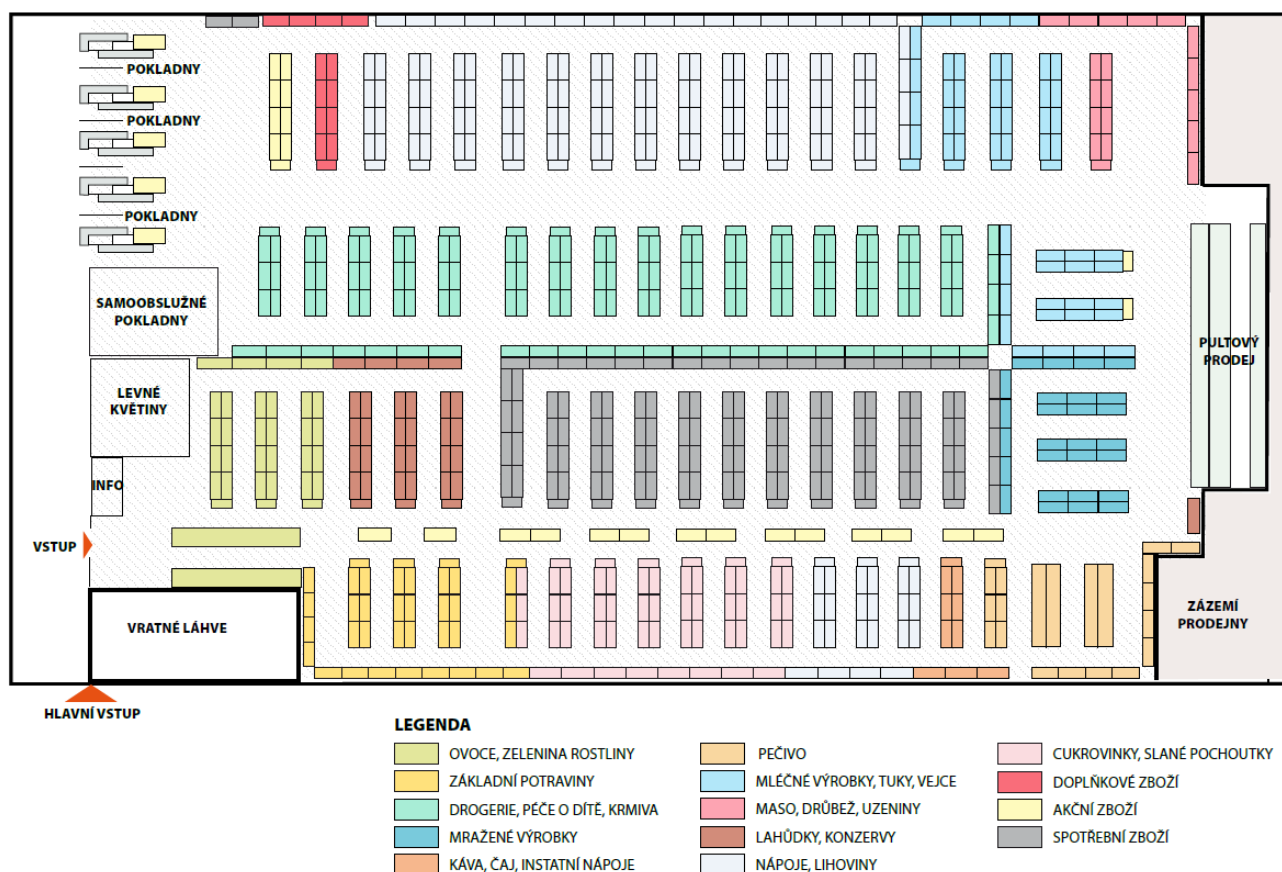 POKLADNY
POKLADNY
POKLADNY
SAMOOBSLUŽNÉ
POKLADNY
LEVNÉ
KVĚTINY
INFO
VSTUP
VRATNÉ LÁHVE
HLAVNÍ VSTUP
PULTOVÝ
PRODEJ
ZÁZEMÍ
PRODEJNY
LEGENDA
OVOCE, ZELENINA ROSTLINY
ZÁKLADNÍ POTRAVINY
DROGERIE, PÉČE O DÍTĚ, KRMIVA
MRAŽENÉ VÝROBKY
KÁVA, ČAJ, INSTATNÍ NÁPOJE
PEČIVO
MLÉČNÉ VÝROBKY, TUKY, VEJCE
MASO, DRŮBEŽ, UZENINY
LAHŮDKY, KONZERVY
NÁPOJE, LIHOVINY
CUKROVINKY, SLANÉ POCHOUTKY
DOPLŇKOVÉ ZBOŽÍ
AKČNÍ ZBOŽÍ
SPOTŘEBNÍ ZBOŽÍ